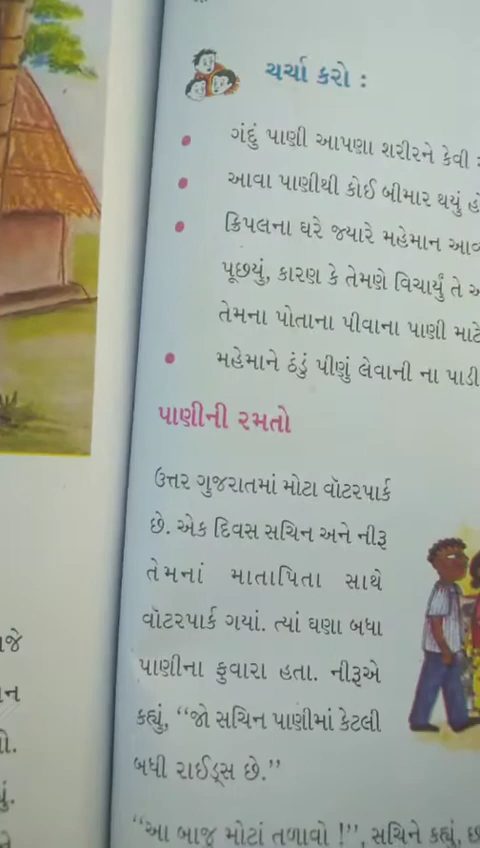 ચર્ચા કરો :
ગંદું પાણી આપણા શરીરને કેવી
આવા પાણીથી કોઈ બીમાર થયું
ક્રિપલના ઘરે જ્યારે મહેમાન
પૂછયું, કારણ કે તેમણે વિચાર્યું તે
તેમના પોતાના પીવાના પાણી માટે
મહેમાને ઠંડું પીણું લેવાની ના પાડી
પાણીની રમતો
ઉત્તર ગુજરાતમાં મોટા વૉટરપાર્ક
છે. એક દિવસ સચિન અને નીરૂ
તેમનાં માતાપિતા સાથે
વૉટરપાર્ક ગયાં. ત્યાં ઘણા બધા
પાણીના ફુવારા હતા. નીરૂએ
કહ્યું, “જો સચિન પાણીમાં કેટલી
બધી રાઈડ્સ છે.”
“આ બાજુ મોટાં તળાવો !”, સચિને કહ્યું,